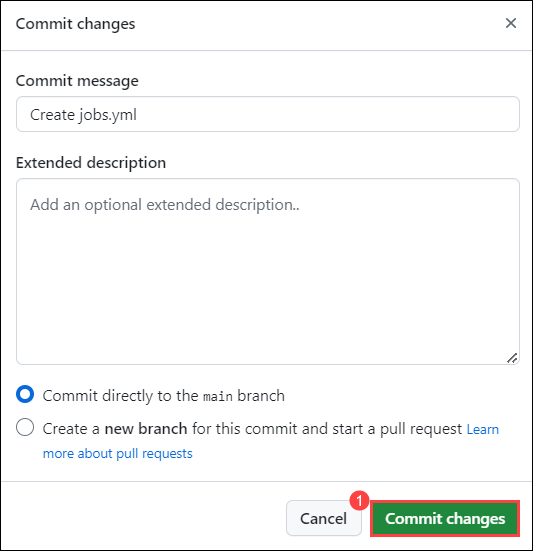 Commit changes
Commit message
Create jobs.yml
Extended description
Add an optional extended description..
Commit directly to the main branch
Create a new branch for this commit and start a pull request Learn
more about pull requests
1
Cancel
Commit changes